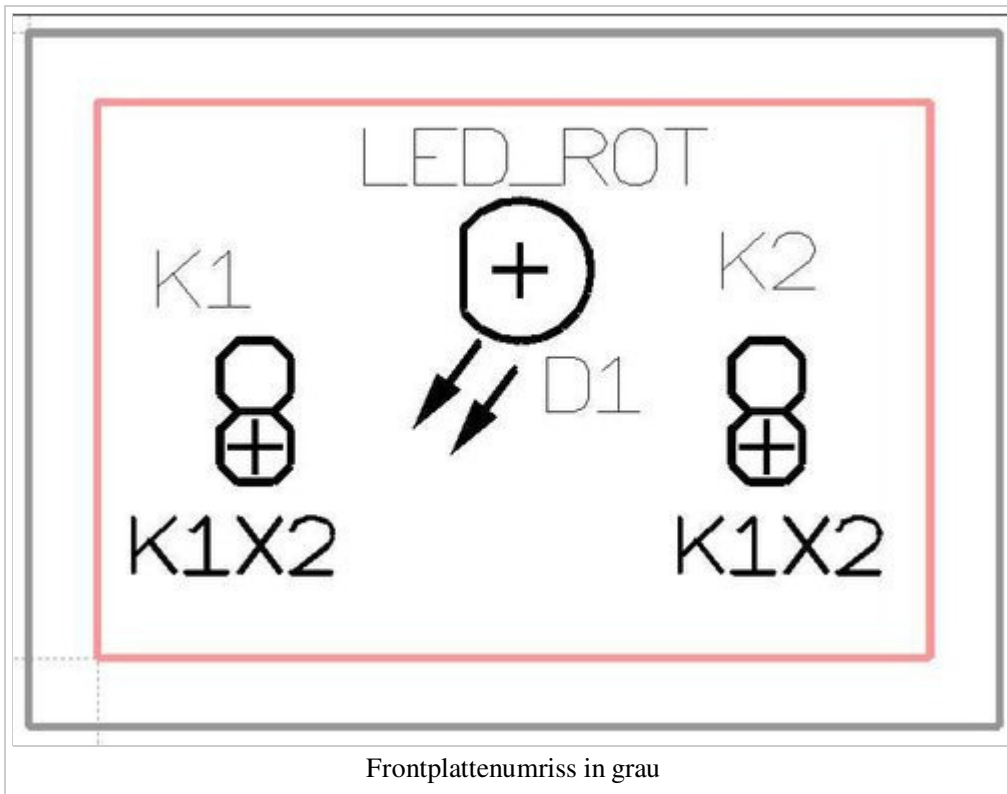 LED_ROT
K1
K2
D1
K1X2
K1X2
Frontplattenumriss in grau